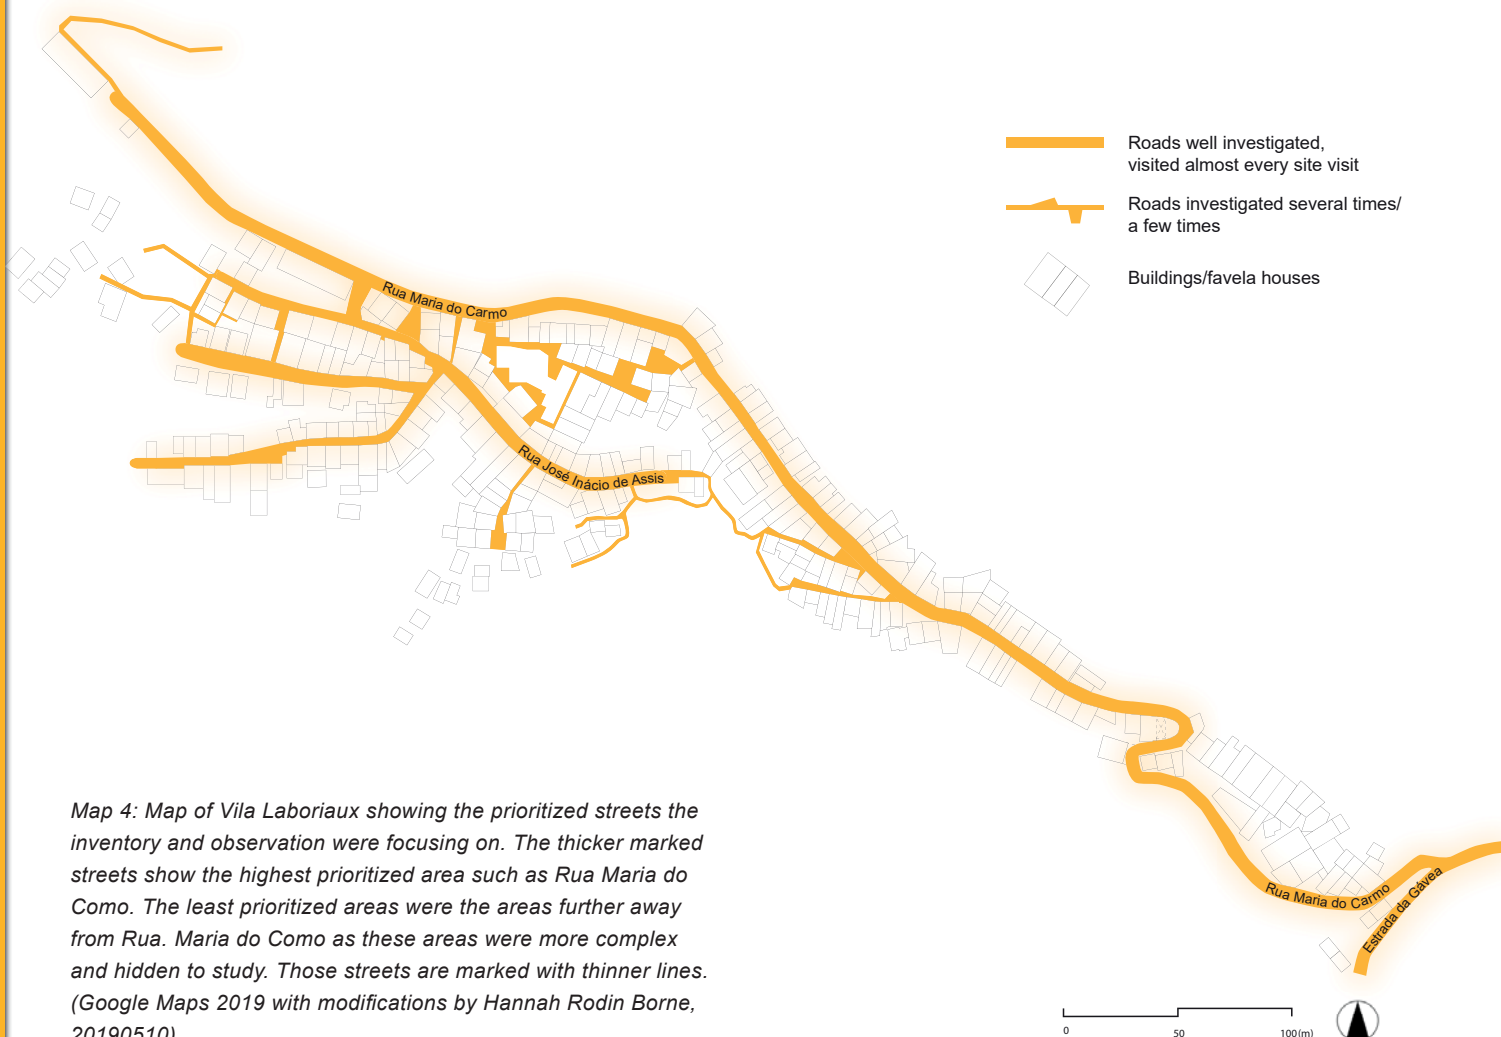 Roads well investigated,
visited almost every site visit
Roads investigated several times/
a few times
Buildings/favela houses
Rua Maria do Carmo
Rua José Inácio de Assis
Rua Maria do Carmo
Estrada da Gávea
Map 4: Map of Vila Laboriaux showing the prioritized streets the
inventory and observation were focusing on. The thicker marked
streets show the highest prioritized area such as Rua Maria do
Como. The least prioritized areas were the areas further away
from Rua. Maria do Como as these areas were more complex
and hidden to study. Those streets are marked with thinner lines.
(Google Maps 2019 with modifications by Hannah Rodin Borne,
20190510)
0 50 100(m)